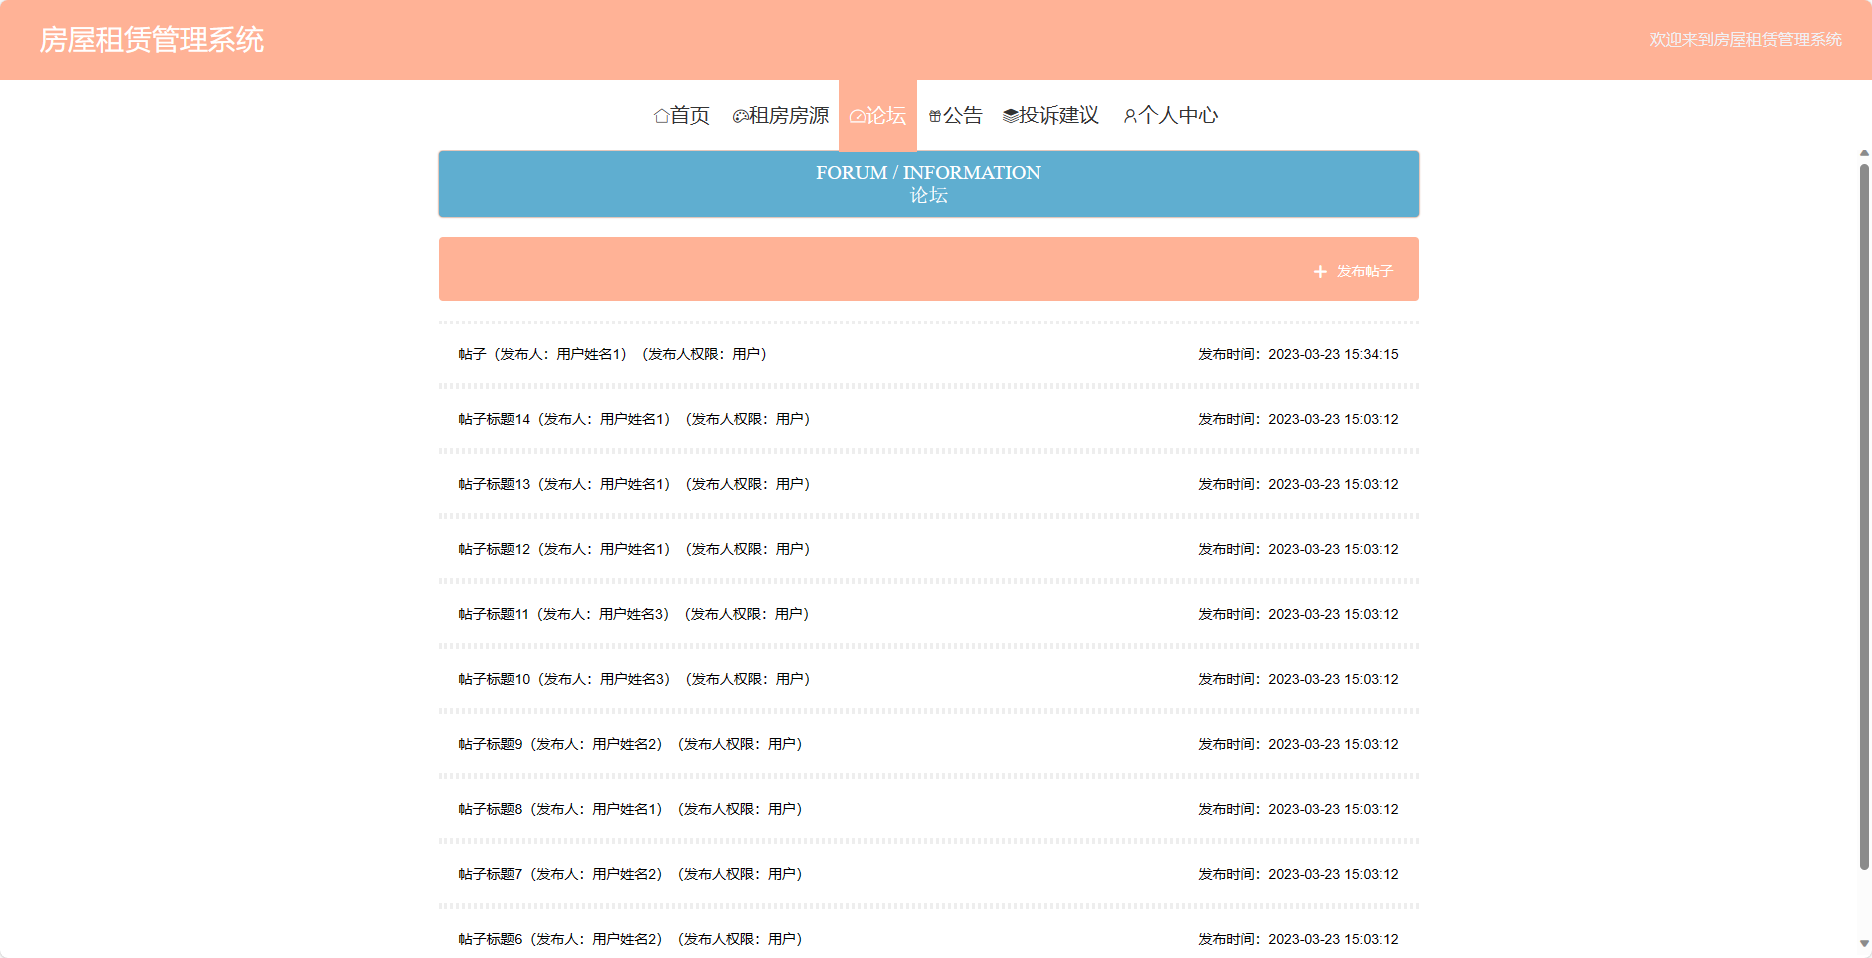 房屋租赁管理系统
欢迎来到房屋租赁管理系统
首页 租房房源 论坛 公告 投诉建议 个人中心
FORUM / INFORMATION
论坛
发布帖子
帖子（发布人：用户姓名1）（发布人权限：用户） 发布时间：2023-03-23 15:34:15
帖子标题14（发布人：用户姓名1）（发布人权限：用户） 发布时间：2023-03-23 15:03:12
帖子标题13（发布人：用户姓名1）（发布人权限：用户） 发布时间：2023-03-23 15:03:12
帖子标题12（发布人：用户姓名1）（发布人权限：用户） 发布时间：2023-03-23 15:03:12
帖子标题11（发布人：用户姓名3）（发布人权限：用户） 发布时间：2023-03-23 15:03:12
帖子标题10（发布人：用户姓名3）（发布人权限：用户） 发布时间：2023-03-23 15:03:12
帖子标题9（发布人：用户姓名2）（发布人权限：用户） 发布时间：2023-03-23 15:03:12
帖子标题8（发布人：用户姓名1）（发布人权限：用户） 发布时间：2023-03-23 15:03:12
帖子标题7（发布人：用户姓名2）（发布人权限：用户） 发布时间：2023-03-23 15:03:12
帖子标题6（发布人：用户姓名2）（发布人权限：用户） 发布时间：2023-03-23 15:03:12